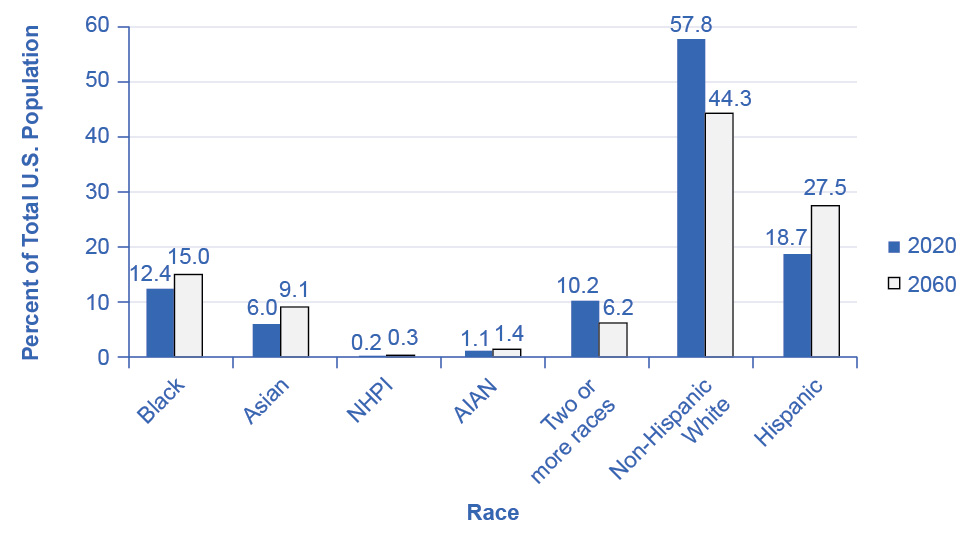 Percent of Total U.S. Population
60
50
40
30
20
10
0
12.4
15.0
6.0
9.1
0.2
0.3
1.1
1.4
10.2
6.2
57.8
44.3
18.7
27.5
Black
Asian
NHPI
AIAN
Two or
more races
Non-Hispanic
White
Hispanic
Race
2020
2060